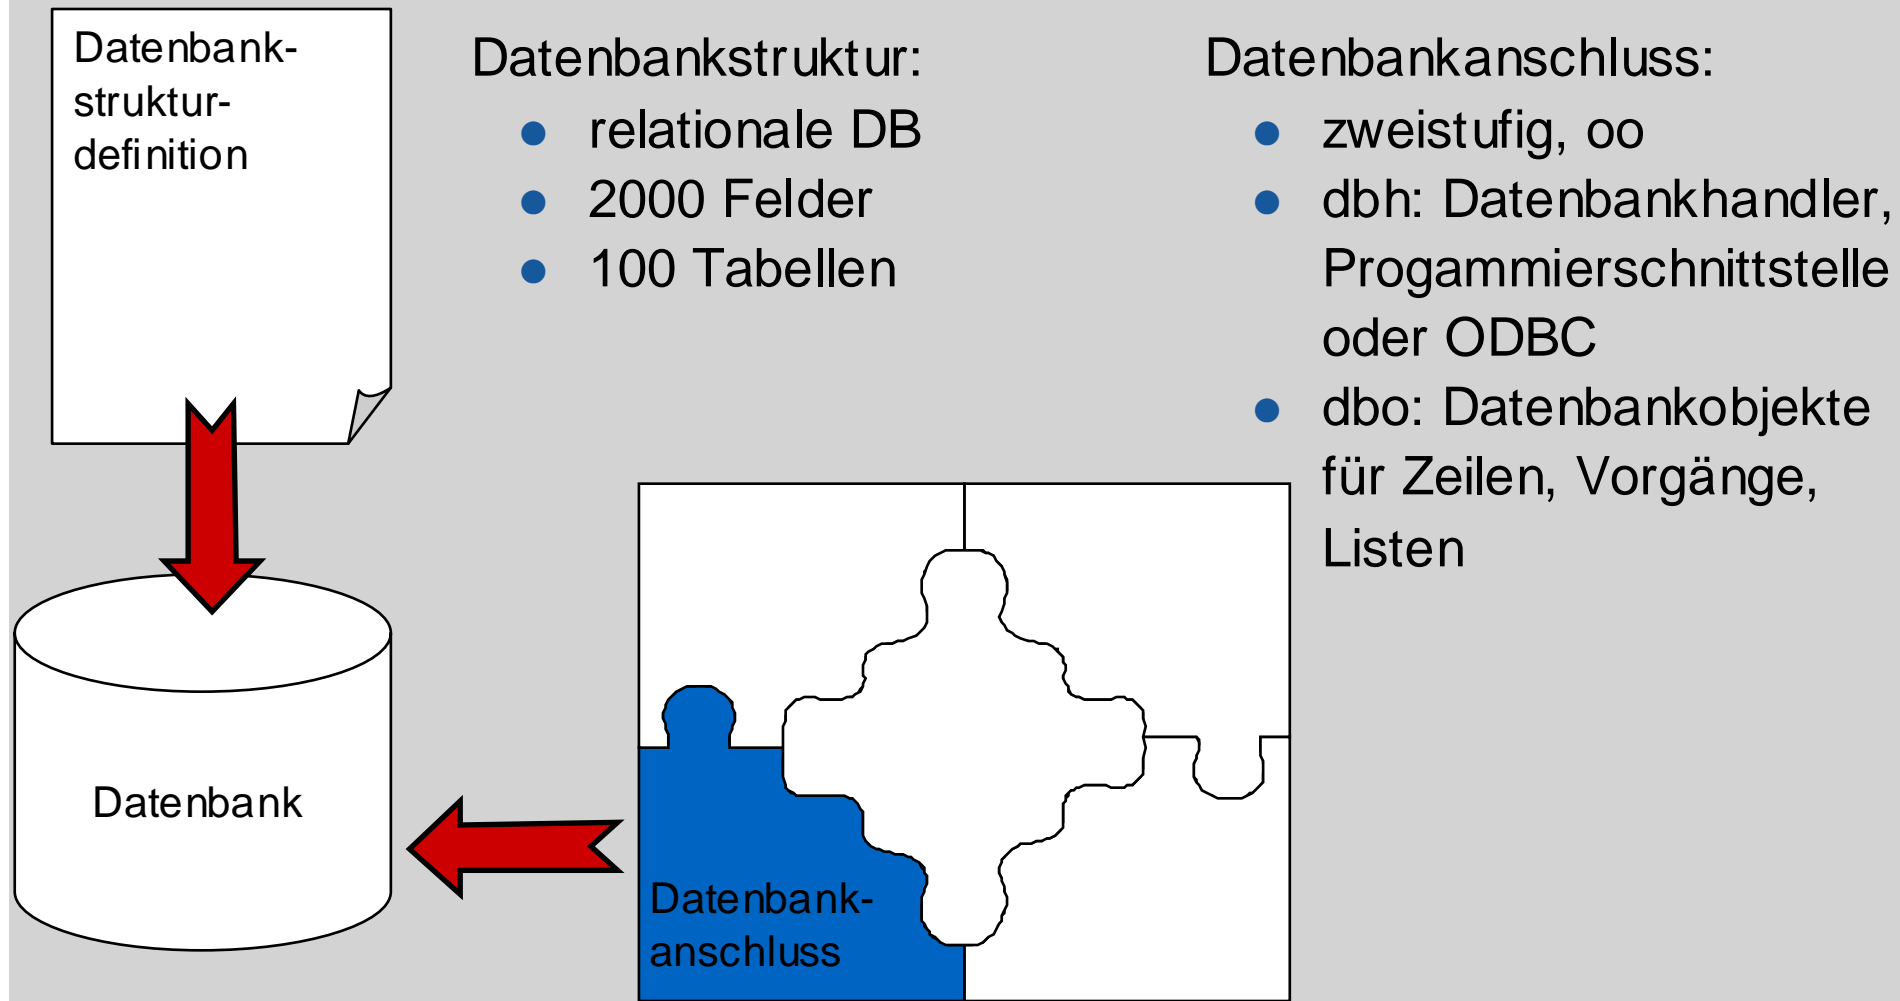 Datenbank-
struktur-
definition
Datenbankstruktur:
● relationale DB
● 2000 Felder
● 100 Tabellen
Datenbankanschluss:
● zweistufig, oo
● dbh: Datenbankhandler,
Progammierschnittstelle
oder ODBC
● dbo: Datenbankobjekte
für Zeilen, Vorgänge,
Listen
Datenbank
Datenbank-
anschluss